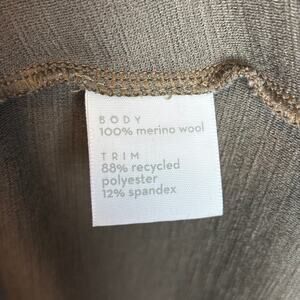 BODY
100% merino wool
TRIM
88% recycled
polyester
12% spandex